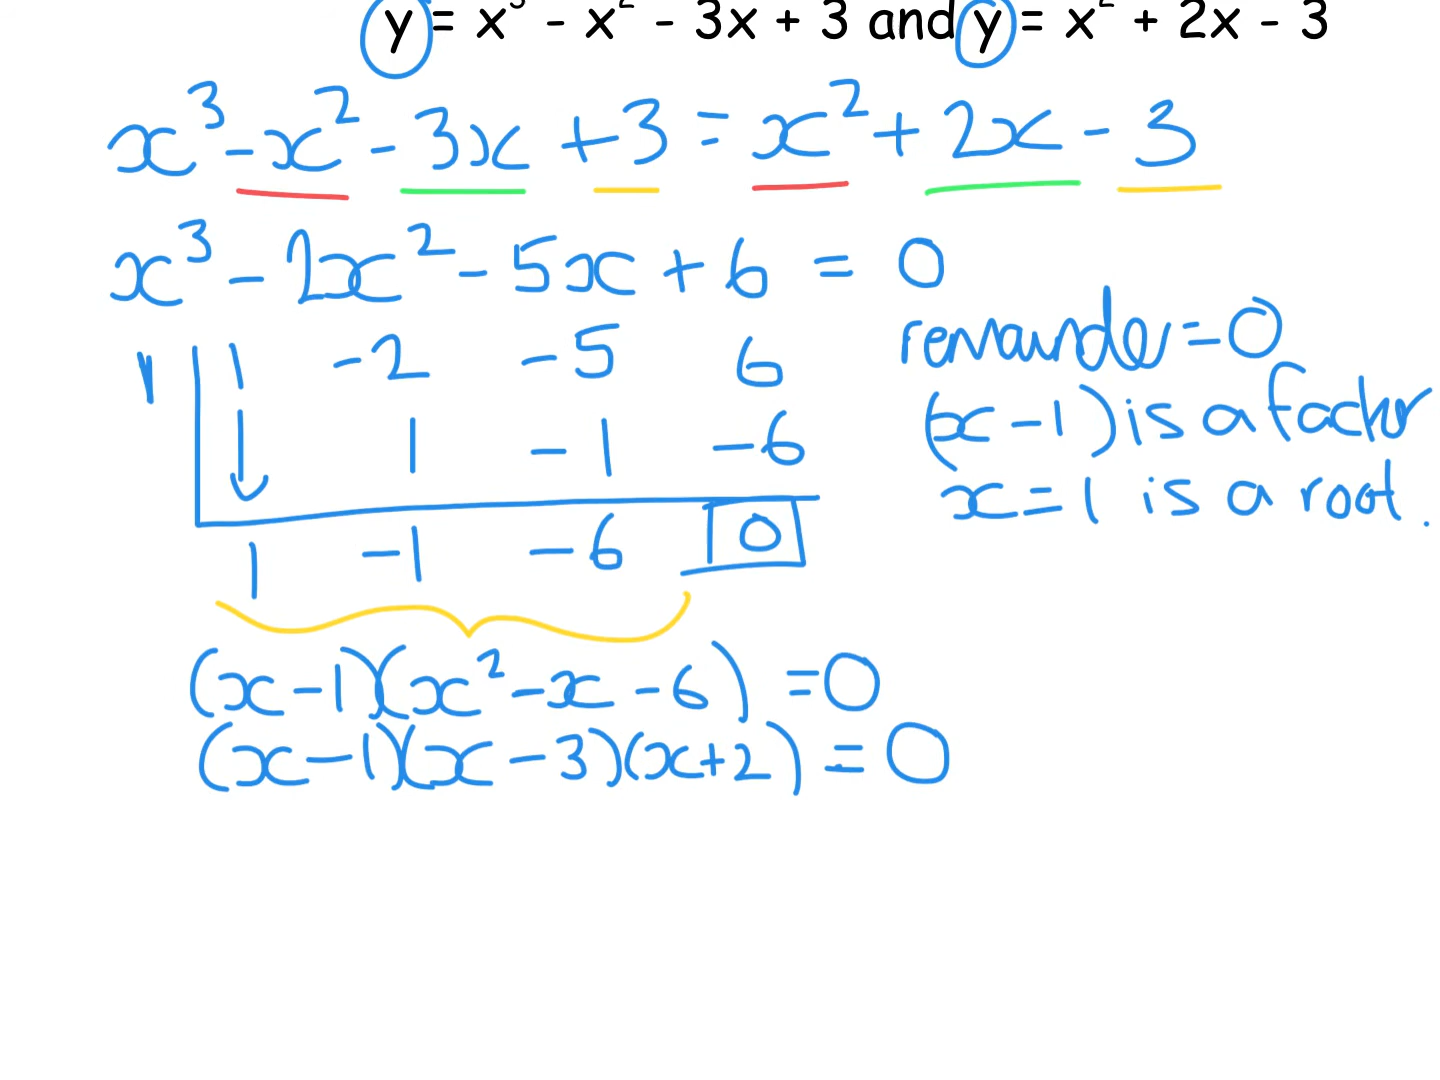 y = x³ - x² - 3x + 3 and y = x² + 2x - 3
x³ - x² - 3x + 3 = x² + 2x - 3
x³ - 2x² - 5x + 6 = 0
1 | 1 -2 -5 6
1 -1 -6
1 -1 -6 0
remainder = 0
(x - 1) is a factor
x = 1 is a root.
(x - 1)(x² - x - 6) = 0
(x - 1)(x - 3)(x + 2) = 0